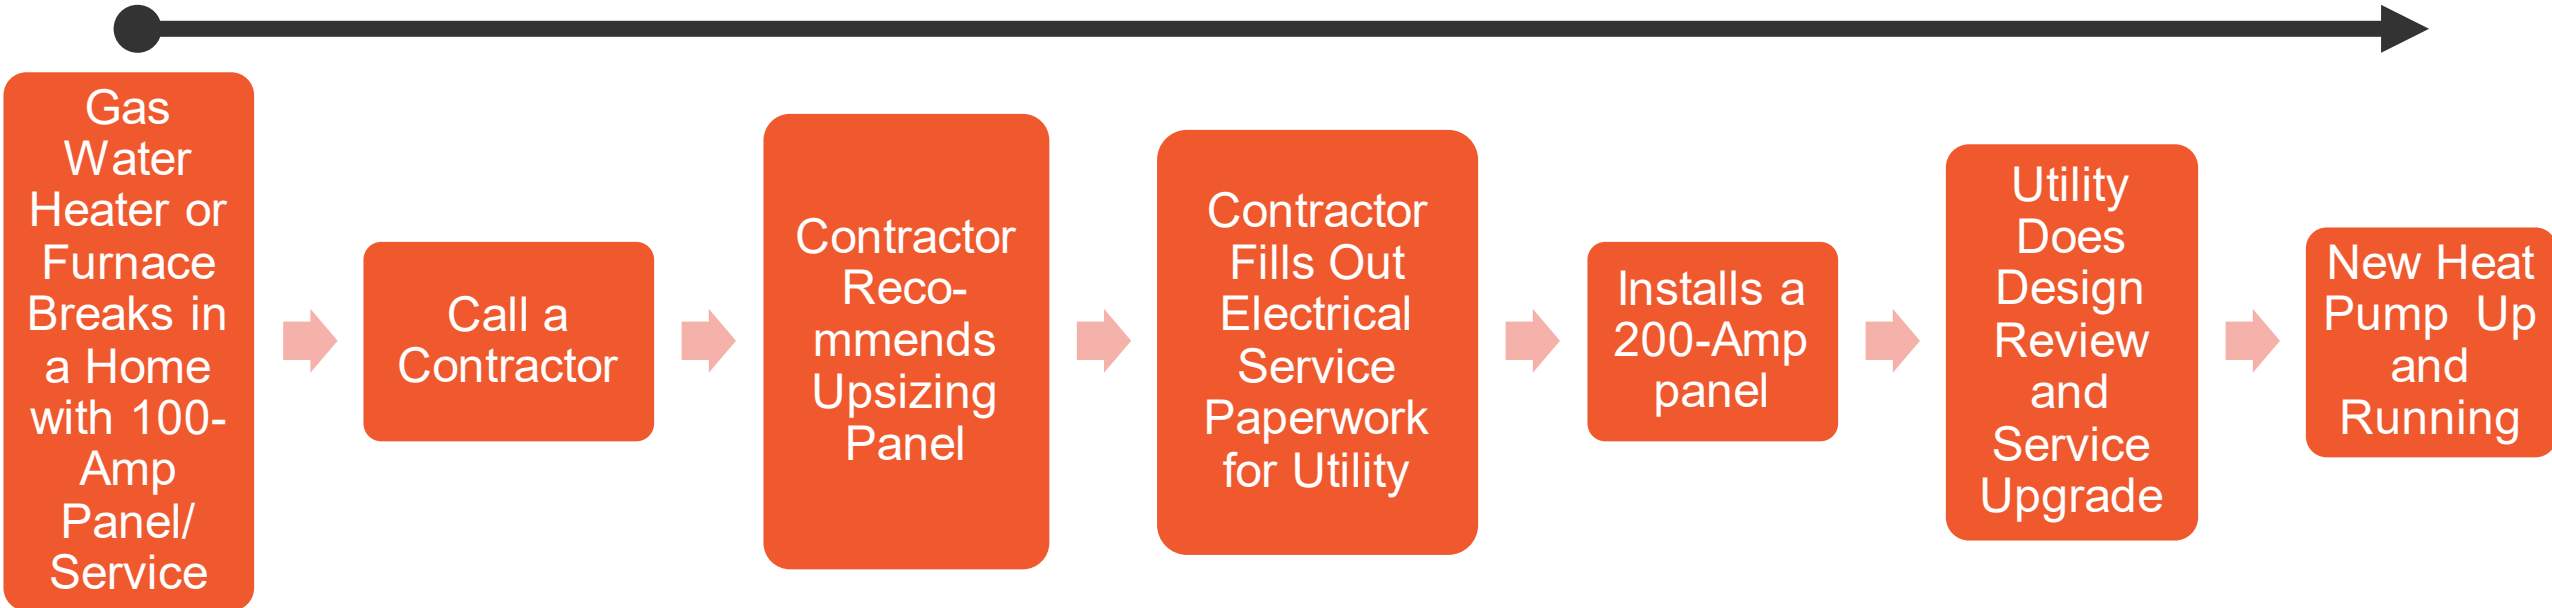 Gas
Water
Heater or
Furnace
Breaks in
a Home
with 100-
Amp
Panel/
Service
Call a
Contractor
Contractor
Reco-
mmends
Upsizing
Panel
Contractor
Fills Out
Electrical
Service
Paperwork
for Utility
Installs a
200-Amp
panel
Utility
Does
Design
Review
and
Service
Upgrade
New Heat
Pump Up
and
Running